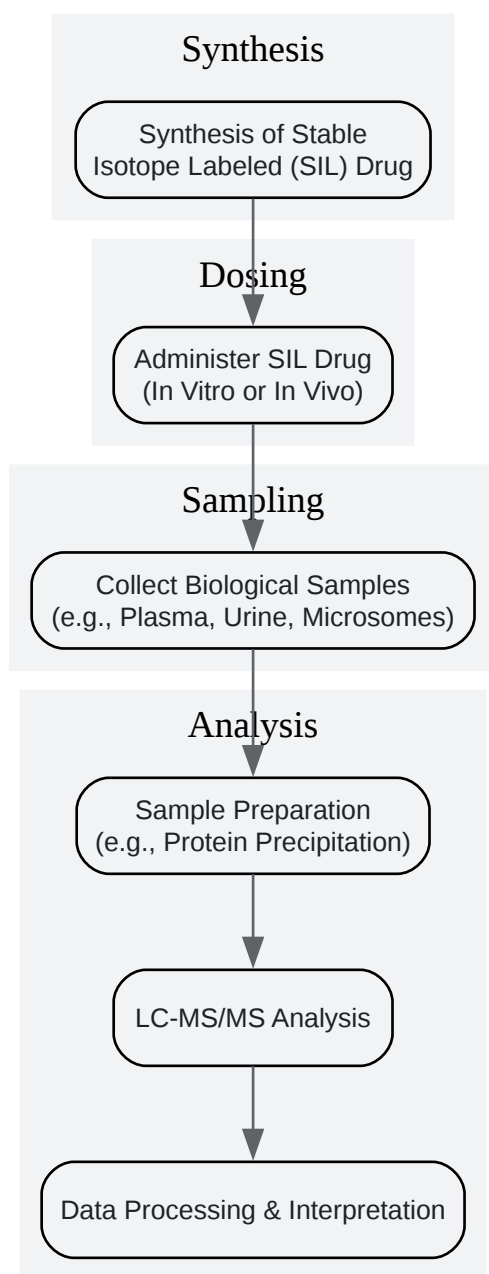 Synthesis
Synthesis of Stable
Isotope Labeled (SIL) Drug
Dosing
Administer SIL Drug
(In Vitro or In Vivo)
Sampling
Collect Biological Samples
(e.g., Plasma, Urine, Microsomes)
Analysis
Sample Preparation
(e.g., Protein Precipitation)
LC-MS/MS Analysis
Data Processing & Interpretation